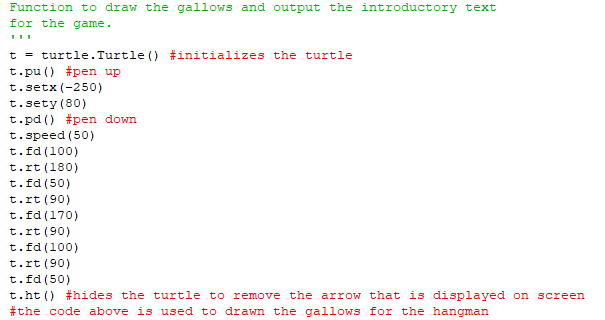 Function to draw the gallows and output the introductory text
for the game.
'''
t = turtle.Turtle() #initializes the turtle
t.pu() #pen up
t.setx(-250)
t.sety(80)
t.pd() #pen down
t.speed(50)
t.fd(100)
t.rt(180)
t.fd(50)
t.rt(90)
t.fd(170)
t.rt(90)
t.fd(100)
t.rt(90)
t.fd(50)
t.ht() #hides the turtle to remove the arrow that is displayed on screen
#the code above is used to drawn the gallows for the hangman